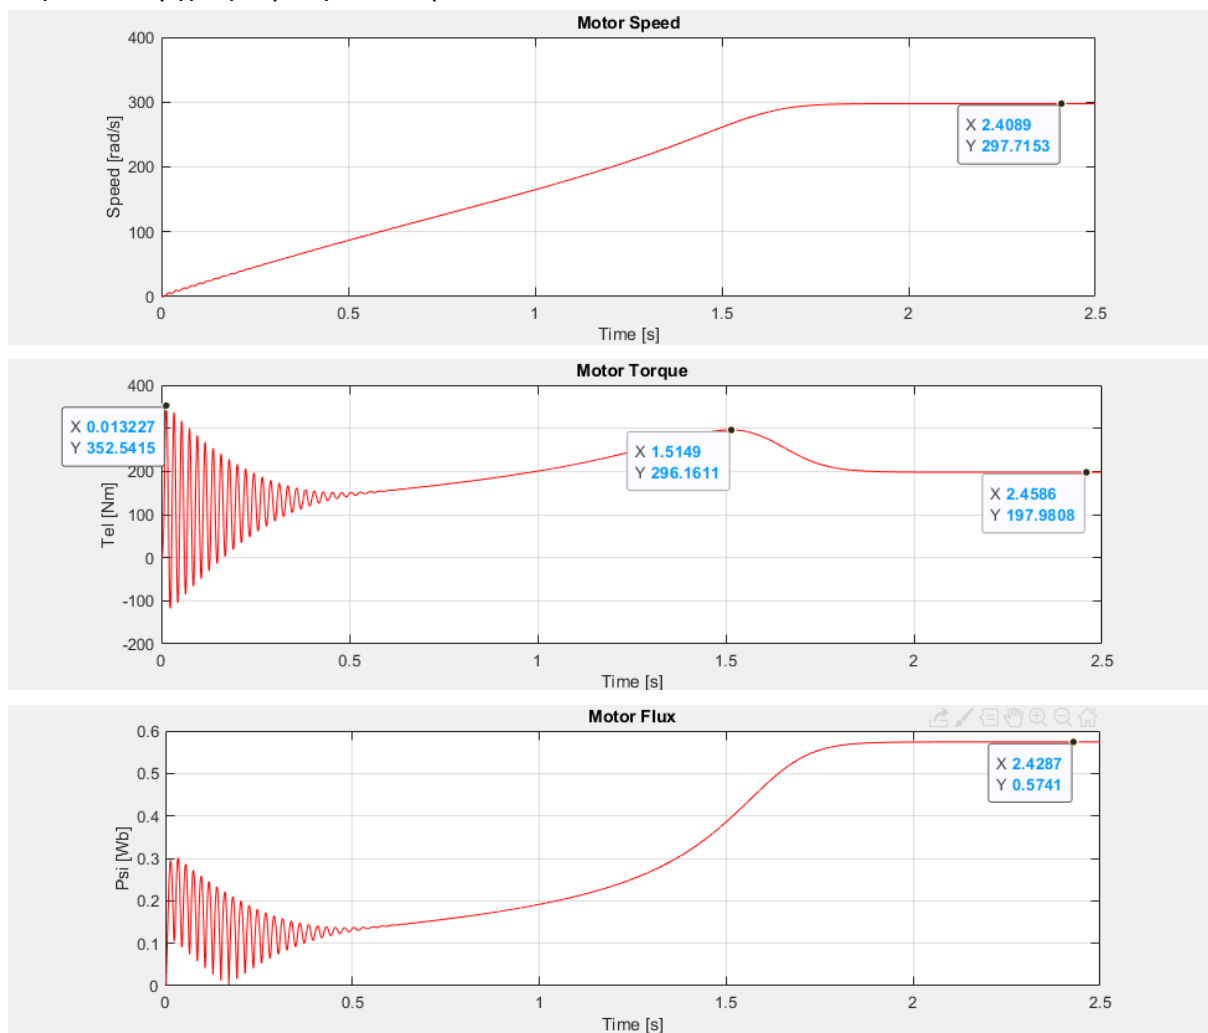 Motor Speed
400
300
200
100
0
Speed [rad/s]
X 2.4089
Y 297.7153
0 0.5 1 1.5 2 2.5
Time [s]
Motor Torque
400
200
100
0
-100
-200
Tel [Nm]
X 0.013227
Y 352.5415
X 1.5149
Y 296.1611
X 2.4586
Y 197.9808
0 0.5 1 1.5 2 2.5
Time [s]
Motor Flux
0.6
0.5
0.4
0.3
0.2
0.1
0
Psi [Wb]
X 2.4287
Y 0.5741
0 0.5 1 1.5 2 2.5
Time [s]